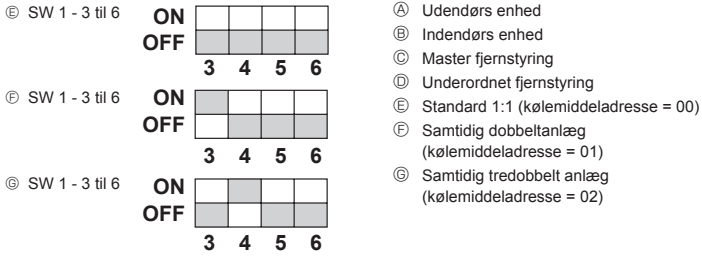 Ⓔ SW 1 - 3 til 6
ON
OFF
3 4 5 6
Ⓕ SW 1 - 3 til 6
ON
OFF
3 4 5 6
Ⓖ SW 1 - 3 til 6
ON
OFF
3 4 5 6
Ⓐ Udendørs enhed
Ⓑ Indendørs enhed
Ⓒ Master fjernstyring
Ⓓ Underordnet fjernstyring
Ⓔ Standard 1:1 (kølemiddeladresse = 00)
Ⓕ Samtidig dobbeltanlæg
(kølemiddeladresse = 01)
Ⓖ Samtidig tredobbelt anlæg
(kølemiddeladresse = 02)